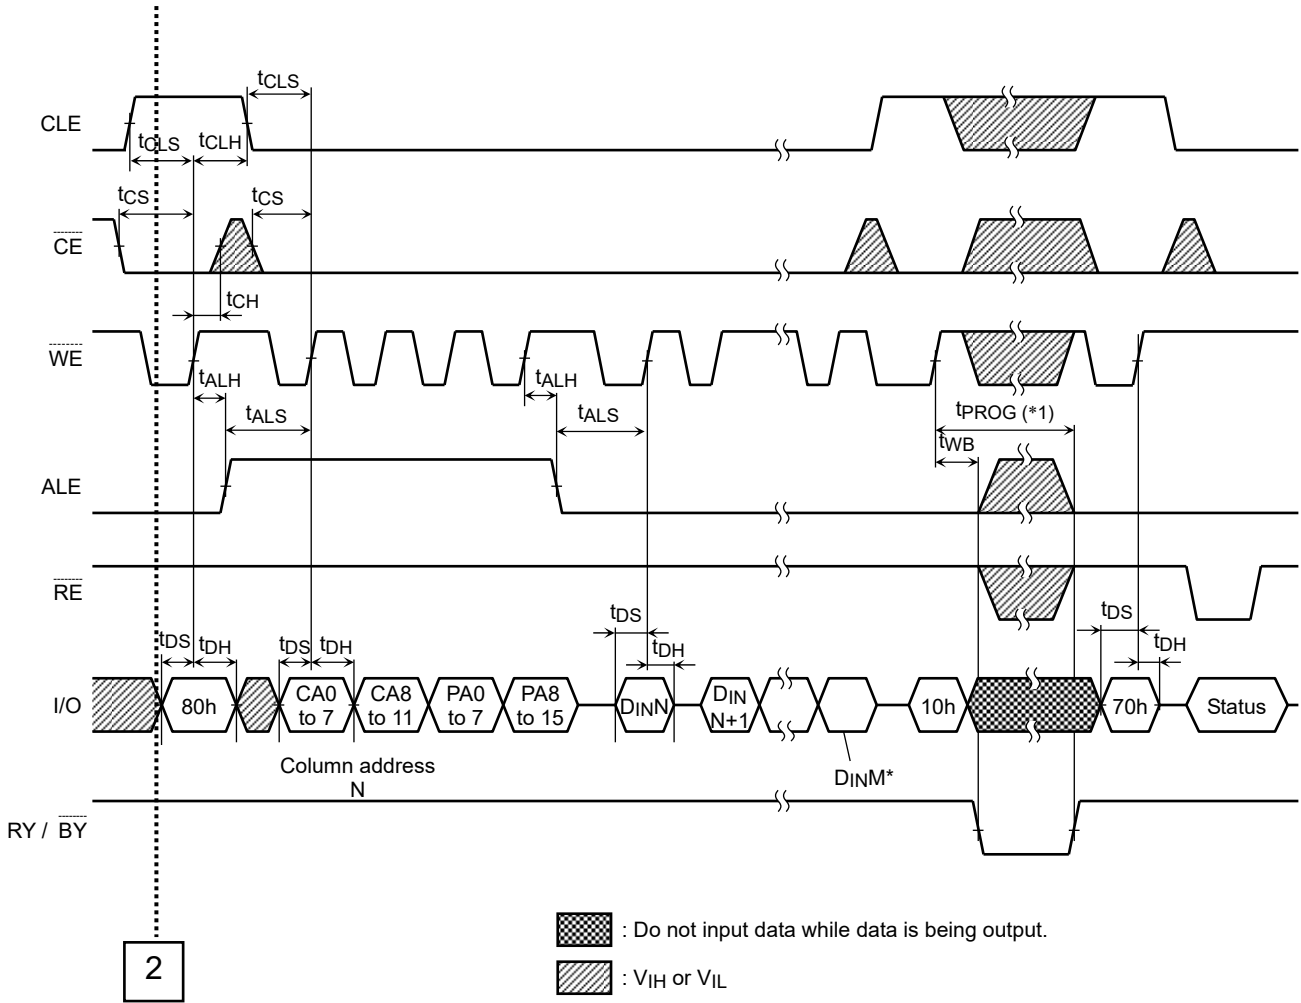 tCLS
CLE
tCLS tCLH
tCS tCS
CE
tCH
WE
tALH tALH
tALS tALS tPROG (*1)
tWB
ALE
RE
tDS tDS
tDS tDH tDS tDH tDH tDH
I/O 80h CA0 to 7 CA8 to 11 PA0 to 7 PA8 to 15 DINN DIN N+1 10h 70h Status
Column address
N
DINM*
RY / BY
: Do not input data while data is being output.
2
: VIH or VIL